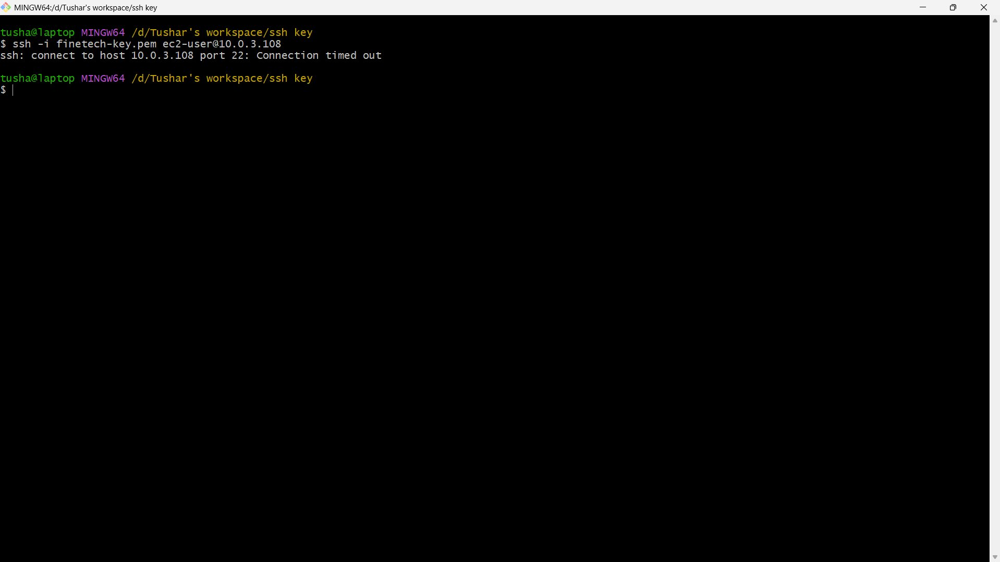 MINGW64:/d/Tushar's workspace/ssh key
tusha@laptop MINGW64 /d/Tushar's workspace/ssh key
$ ssh -i finetech-key.pem ec2-user@10.0.3.108
ssh: connect to host 10.0.3.108 port 22: Connection timed out
tusha@laptop MINGW64 /d/Tushar's workspace/ssh key
$